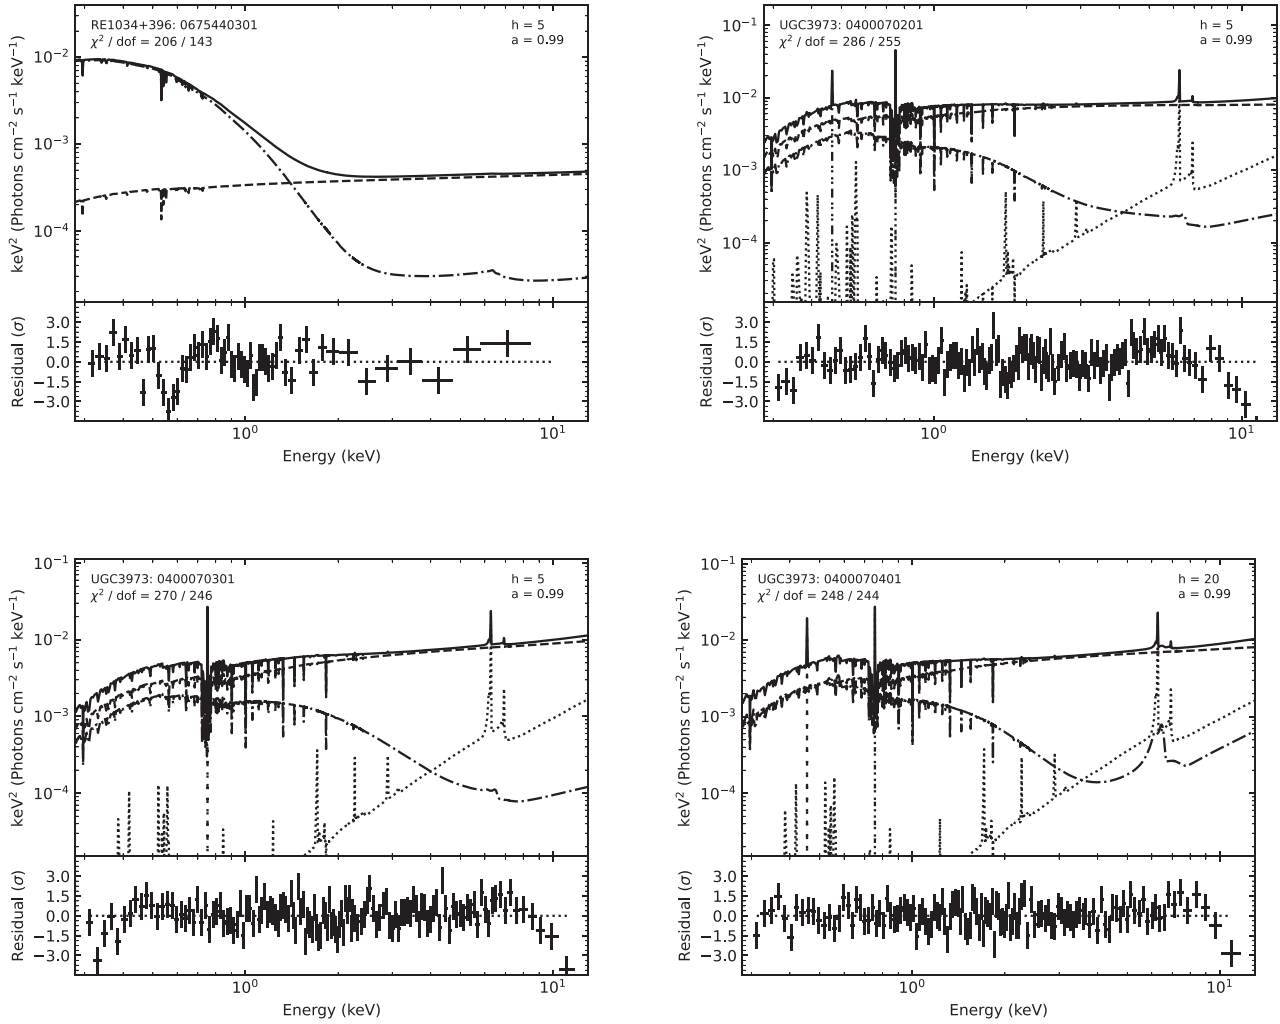 RE1034+396: 0675440301
χ² / dof = 206 / 143
h = 5
a = 0.99
keV² (Photons cm⁻² s⁻¹ keV⁻¹)
10⁻²
10⁻³
10⁻⁴
Residual (σ)
3.0
1.5
0.0
−1.5
−3.0
10⁰
10¹
Energy (keV)
UGC3973: 0400070201
χ² / dof = 286 / 255
h = 5
a = 0.99
keV² (Photons cm⁻² s⁻¹ keV⁻¹)
10⁻¹
10⁻²
10⁻³
10⁻⁴
Residual (σ)
3.0
1.5
0.0
−1.5
−3.0
10⁰
10¹
Energy (keV)
UGC3973: 0400070301
χ² / dof = 270 / 246
h = 5
a = 0.99
keV² (Photons cm⁻² s⁻¹ keV⁻¹)
10⁻¹
10⁻²
10⁻³
10⁻⁴
Residual (σ)
3.0
1.5
0.0
−1.5
−3.0
10⁰
10¹
Energy (keV)
UGC3973: 0400070401
χ² / dof = 248 / 244
h = 20
a = 0.99
keV² (Photons cm⁻² s⁻¹ keV⁻¹)
10⁻¹
10⁻²
10⁻³
10⁻⁴
Residual (σ)
3.0
1.5
0.0
−1.5
−3.0
10⁰
10¹
Energy (keV)